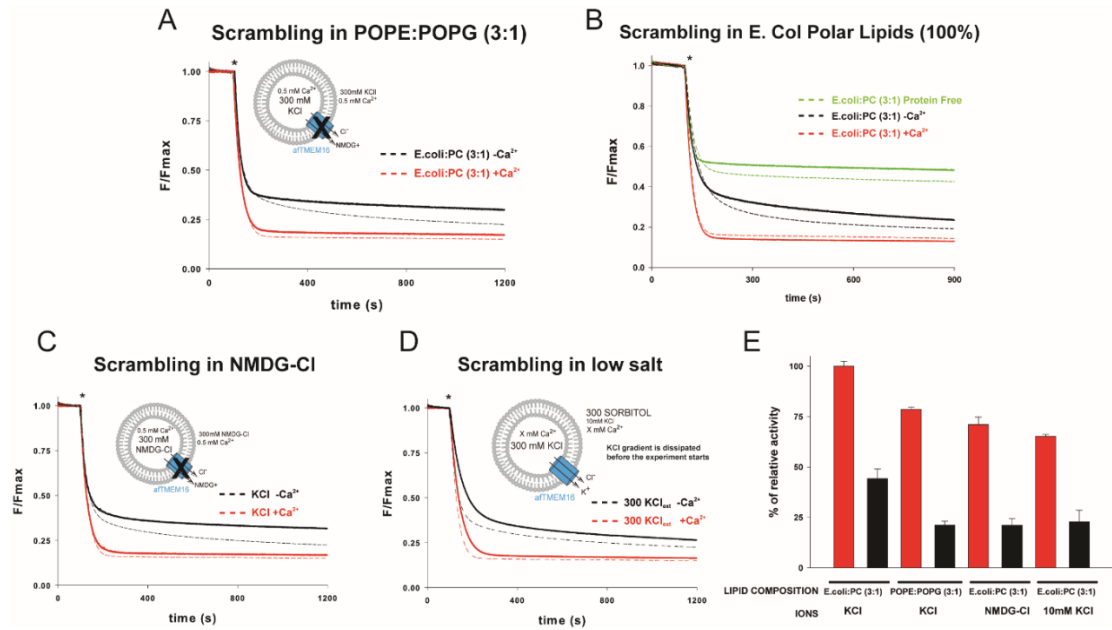 A
Scrambling in POPE:POPG (3:1)
F/Fmax
1.00
0.75
0.50
0.25
0.00
*
0.5 mM Ca²⁺
300 mM
KCl
300mM KCll
0.5 mM Ca²⁺
Cl⁻
NMDG+
afTMEM16
E.coli:PC (3:1) -Ca²⁺
E.coli:PC (3:1) +Ca²⁺
0
400
800
1200
time (s)
B
Scrambling in E. Col Polar Lipids (100%)
F/Fmax
1.0
0.8
0.6
0.4
0.2
0.0
*
E.coli:PC (3:1) Protein Free
E.coli:PC (3:1) -Ca²⁺
E.coli:PC (3:1) +Ca²⁺
0
300
600
900
time (s)
C
Scrambling in NMDG-Cl
F/Fmax
1.00
0.75
0.50
0.25
0.00
*
0.5 mM Ca²⁺
300 mM
NMDG-Cl
300mM NMDG-Cl
0.5 mM Ca²⁺
Cl⁻
NMDG+
afTMEM16
KCl -Ca²⁺
KCl +Ca²⁺
0
400
800
1200
time (s)
D
Scrambling in low salt
F/Fmax
1.00
0.75
0.50
0.25
0.00
*
X mM Ca²⁺
300 mM KCl
300 SORBITOL
10mM KCl
X mM Ca²⁺
KCl gradient is dissipated
before the experiment starts
Cl⁻
K⁺
afTMEM16
300 KClext -Ca²⁺
300 KClext +Ca²⁺
0
400
800
1200
time (s)
E
% of relative activity
100
75
50
25
0
LIPID COMPOSITION E.coli:PC (3:1) POPE:POPG (3:1) E.coli:PC (3:1) E.coli:PC (3:1)
IONS KCl KCl NMDG-Cl 10mM KCl